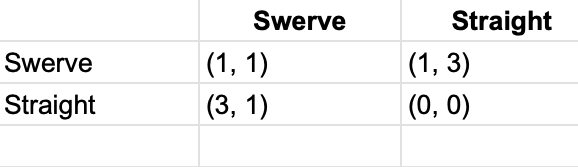 Swerve Straight
Swerve (1, 1) (1, 3)
Straight (3, 1) (0, 0)